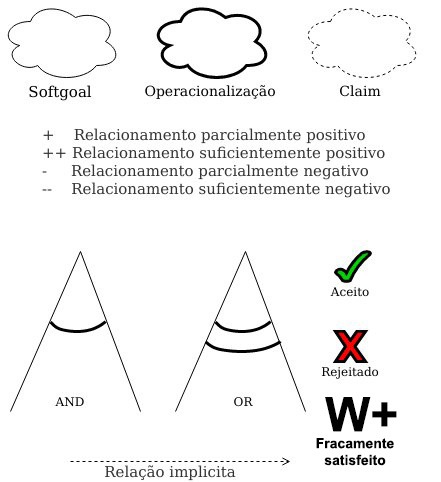 Softgoal
Operacionalização
Claim
+ Relacionamento parcialmente positivo
++ Relacionamento suficientemente positivo
- Relacionamento parcialmente negativo
-- Relacionamento suficientemente negativo
Aceito
Rejeitado
AND
OR
W+
Fracamente
satisfeito
Relação implicita